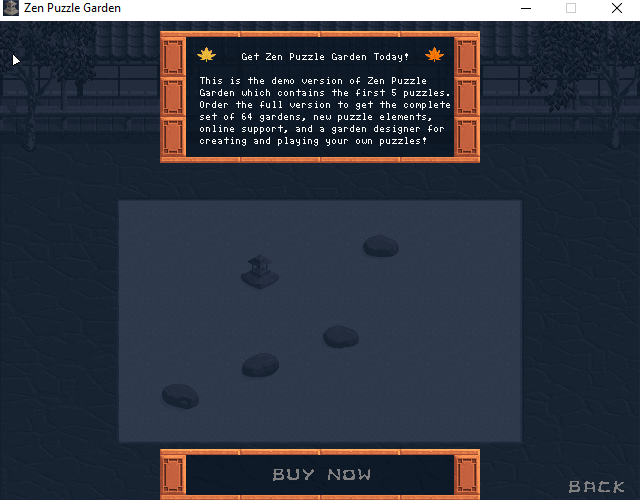 Zen Puzzle Garden
Get Zen Puzzle Garden Today!
This is the demo version of Zen Puzzle
Garden which contains the first 5 puzzles.
Order the full version to get the complete
set of 64 gardens, new puzzle elements,
online support, and a garden designer for
creating and playing your own puzzles!
BUY NOW
BACK